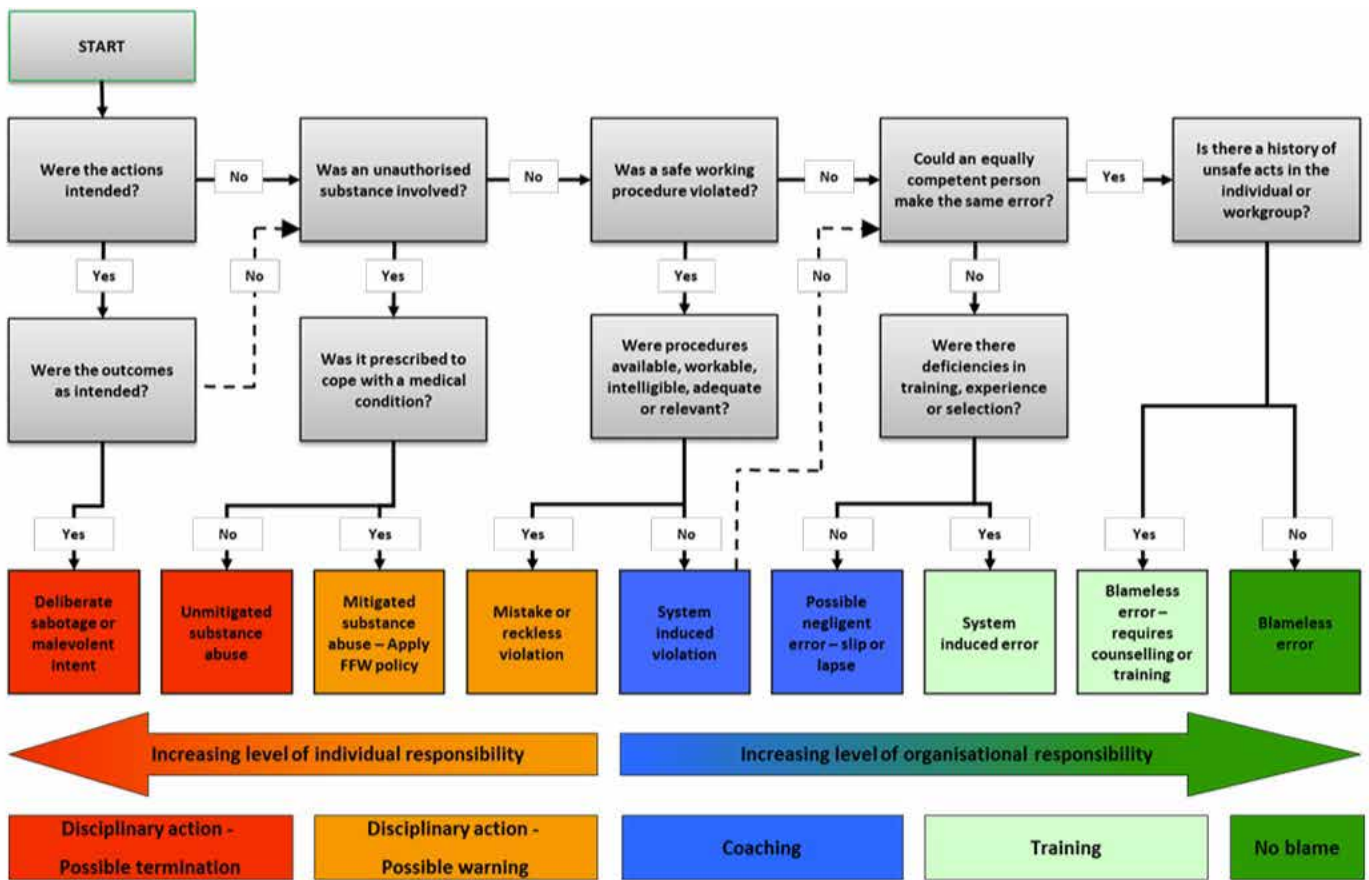 START
Were the actions
intended?
No
Was an unauthorised
substance involved?
No
Was a safe working
procedure violated?
No
Could an equally
competent person
make the same error?
Yes
Is there a history of
unsafe acts in the
individual or
workgroup?
Yes
No
Yes
Yes
No
No
Were the outcomes
as intended?
Was it prescribed to
cope with a medical
condition?
Were procedures
available, workable,
intelligible, adequate
or relevant?
Were there
deficiencies in
training, experience
or selection?
Yes
No
Yes
Yes
No
No
Yes
Yes
No
Deliberate
sabotage or
malevolent
intent
Unmitigated
substance
abuse
Mitigated
substance
abuse – Apply
FFW policy
Mistake or
reckless
violation
System
induced
violation
Possible
negligent
error – slip or
lapse
System
induced error
Blameless
error –
requires
counselling or
training
Blameless
error
Increasing level of individual responsibility
Increasing level of organisational responsibility
Disciplinary action -
Possible termination
Disciplinary action -
Possible warning
Coaching
Training
No blame